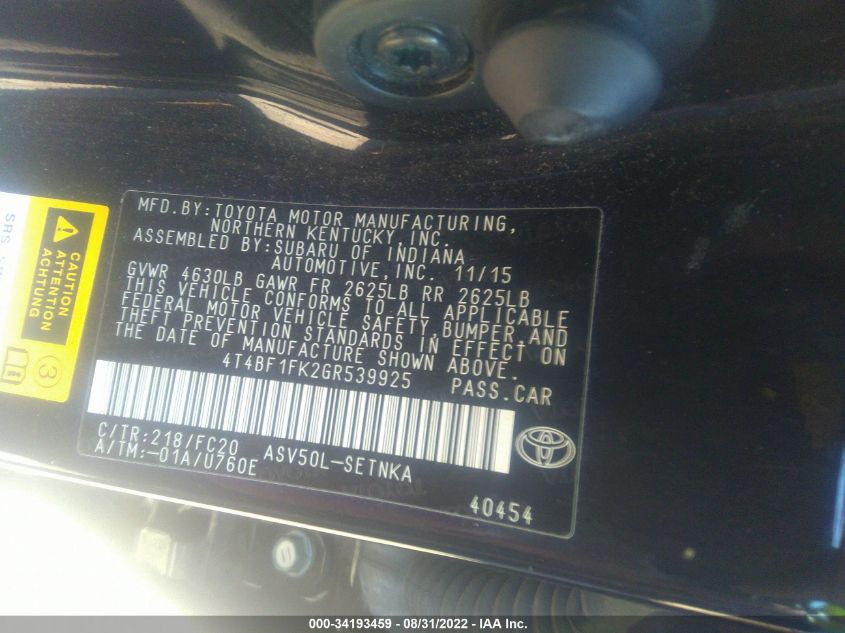 MFD.BY:TOYOTA MOTOR MANUFACTURING,
NORTHERN KENTUCKY, INC.
ASSEMBLED BY:SUBARU OF INDIANA
AUTOMOTIVE,INC. 11/15
GVWR 4630LB GAWR FR 2625LB RR 2625LB
THIS VEHICLE CONFORMS TO ALL APPLICABLE
FEDERAL MOTOR VEHICLE SAFETY,BUMPER,AND
THEFT PREVENTION STANDARDS IN EFFECT ON
THE DATE OF MANUFACTURE SHOWN ABOVE.
4T4BF1FK2GR539925 PASS.CAR
C/TR:218/FC20 ASV50L-SETNKA
A/TM:-01A/U760E
40454
CAUTION
ATTENTION
ACHTUNG
3
SRS
000-34193459 - 08/31/2022 - IAA Inc.